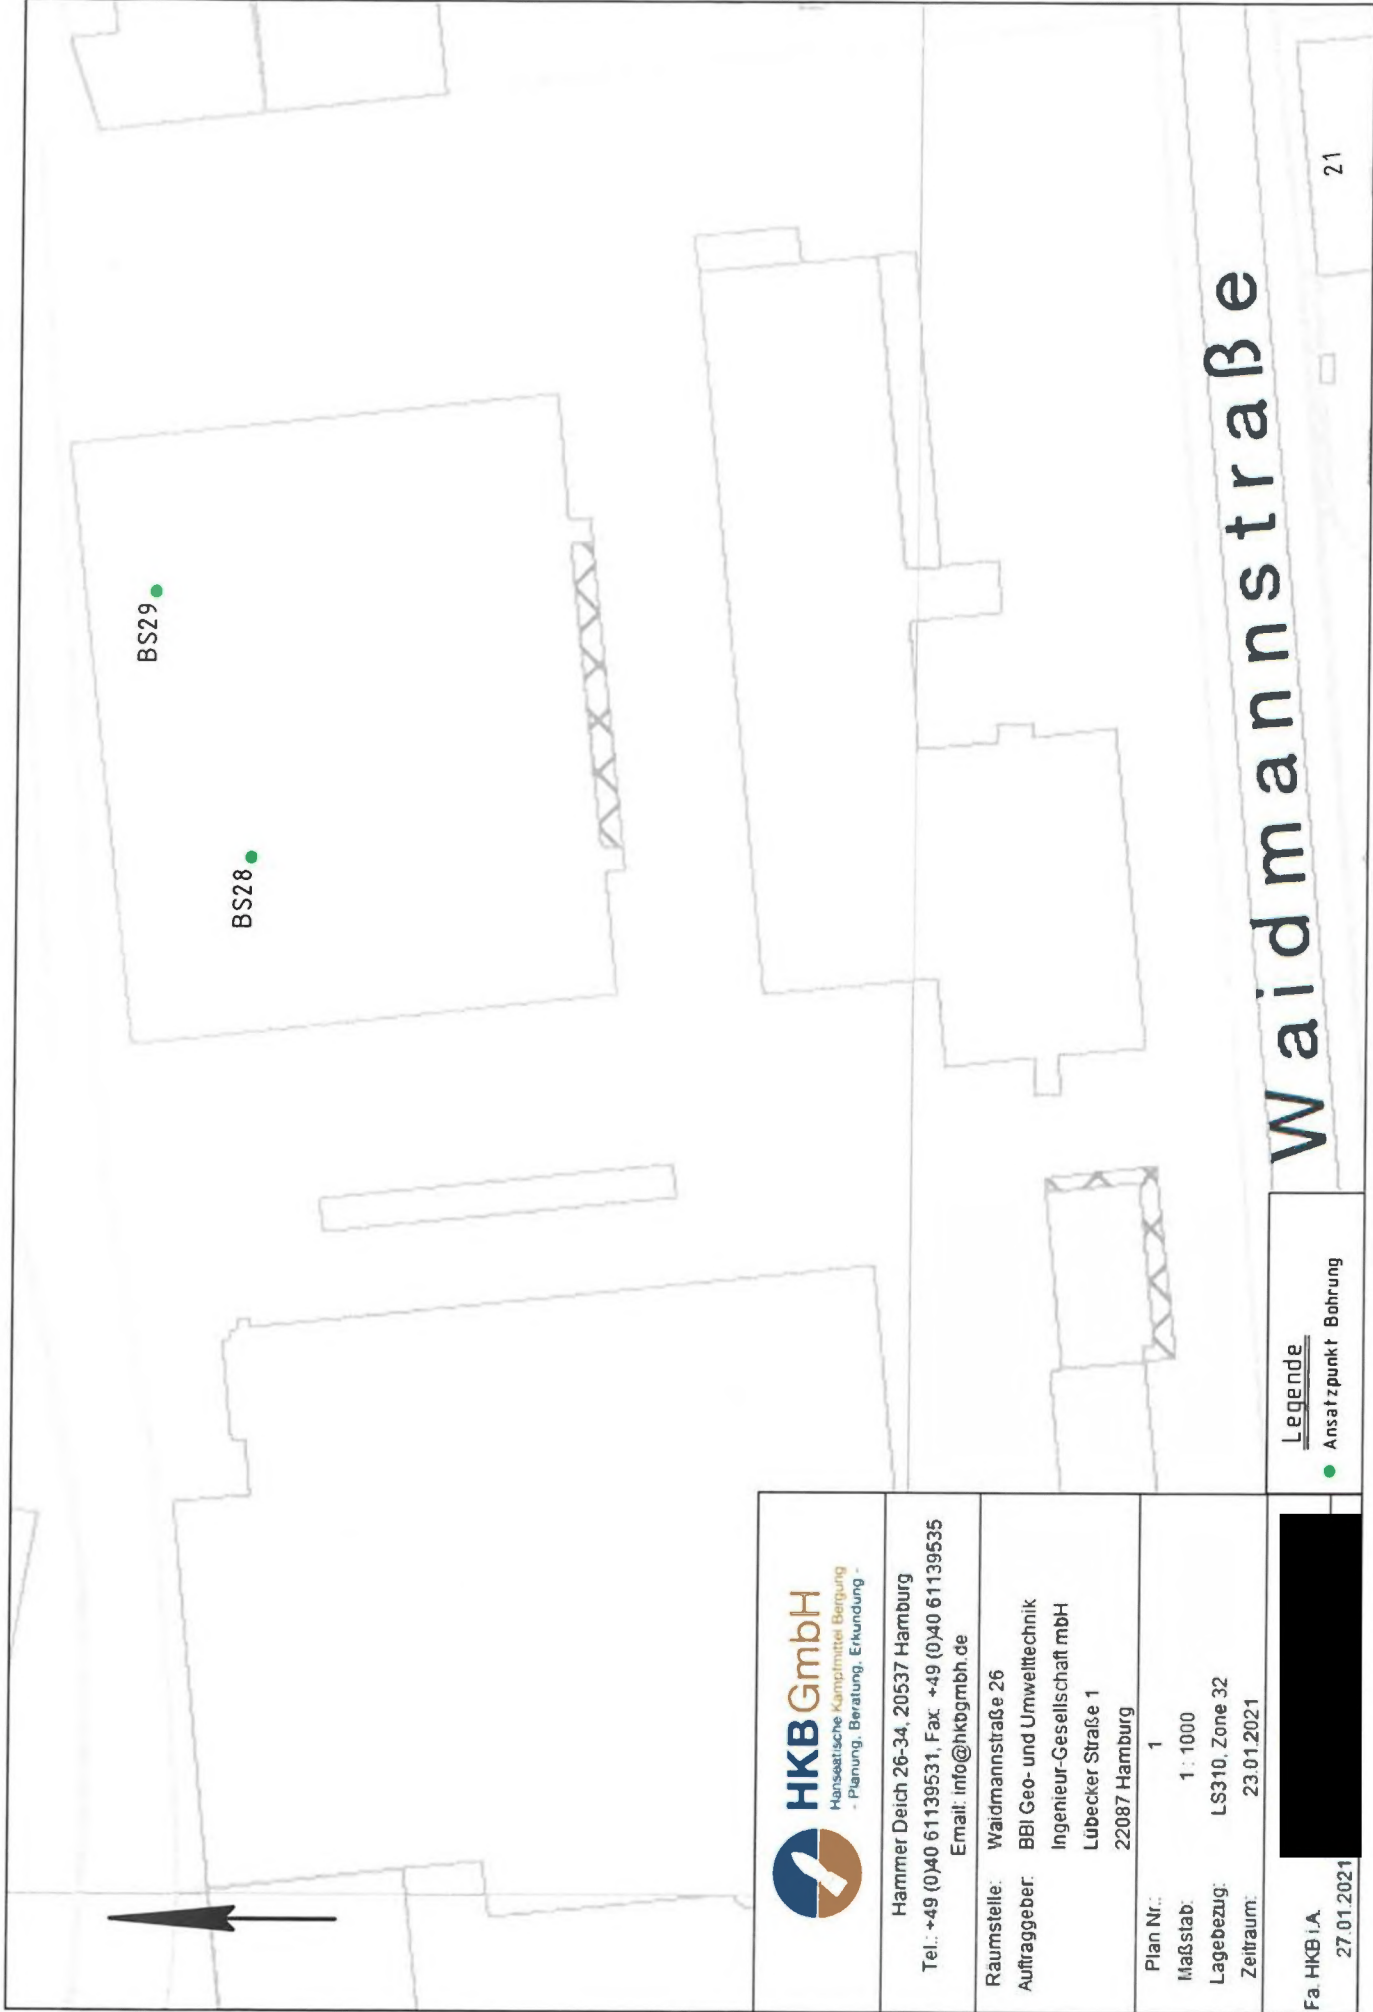 BS29
BS28
Waidmannstraße
21
HKB GmbH
Hanseatische Kampfmittel Bergung
- Planung, Beratung, Erkundung -
Hammer Deich 26-34, 20537 Hamburg
Tel.: +49 (0)40 61139531, Fax: +49 (0)40 61139535
Email: info@hkbgmbh.de
Raumstelle: Waidmannstraße 26
Auftraggeber: BBI Geo- und Umwelttechnik
Ingenieur-Gesellschaft mbH
Lübecker Straße 1
22087 Hamburg
Plan Nr.: 1
Maßstab: 1 : 1000
Lagebezug: LS310, Zone 32
Zeitraum: 23.01.2021
Fa. HKB i.A.
27.01.2021
Legende
Ansatzpunkt Bohrung